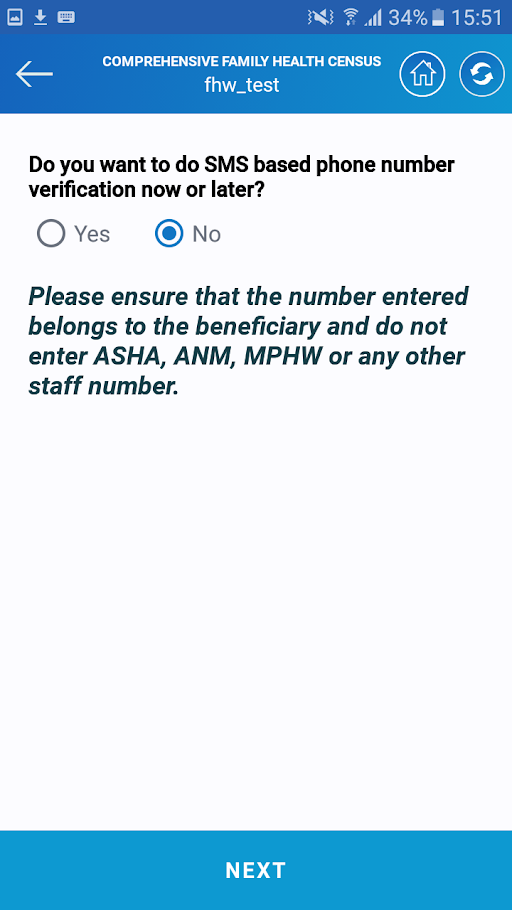 34% 15:51
COMPREHENSIVE FAMILY HEALTH CENSUS
fhw_test
Do you want to do SMS based phone number
verification now or later?
Yes No
Please ensure that the number entered
belongs to the beneficiary and do not
enter ASHA, ANM, MPHW or any other
staff number.
NEXT